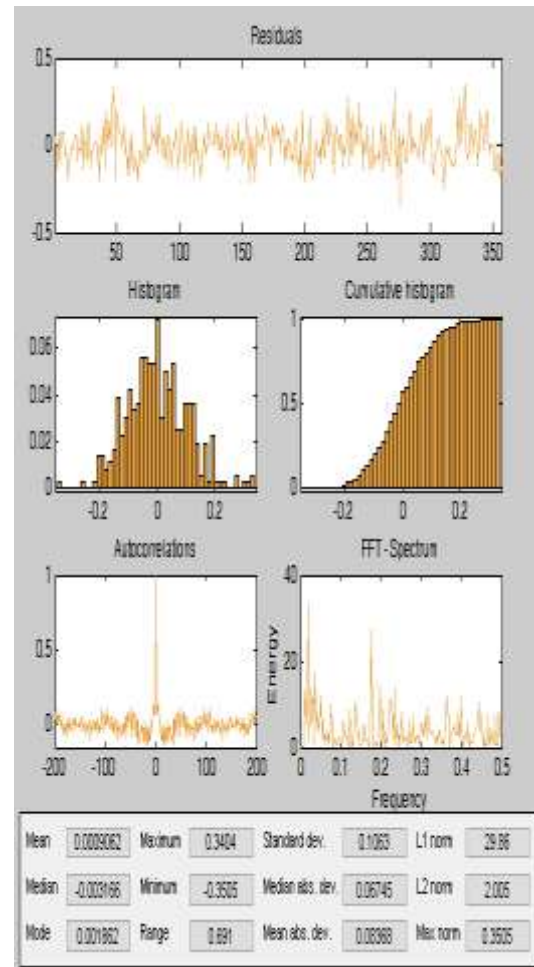 Residuals
0.5
0
-0.5
50 100 150 200 250 300 350
Histogram
0.06
0.04
0.02
0
-0.2 0 0.2
Cumulative histogram
1
0.5
0
-0.2 0 0.2
Autocorrelations
1
0.5
0
-200 -100 0 100 200
FFT - Spectrum
Energy
40
20
0
0 0.1 0.2 0.3 0.4 0.5
Frequency
Mean 0.0009062 Maximum 0.3404 Standard dev. 0.1063 L1 norm 29.86
Median -0.003166 Minimum -0.3505 Median abs. dev. 0.06745 L2 norm 2.005
Mode 0.001862 Range 0.691 Mean abs. dev. 0.08368 Max norm 0.3505